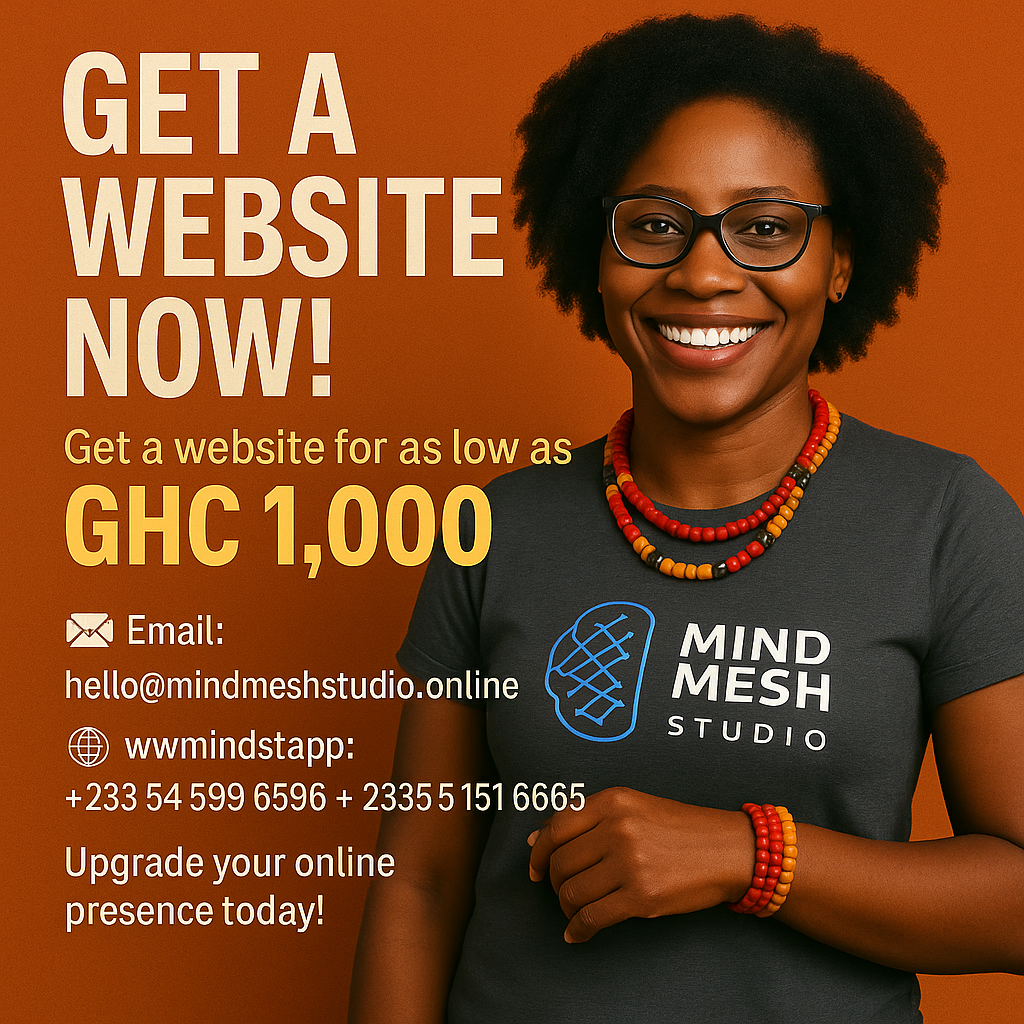 GET A
WEBSITE
NOW!
Get a website for as low as
GHC 1,000
Email:
hello@mindmeshstudio.online
wwmindstapp:
+233 54 599 6596 + 2335 5 151 6665
Upgrade your online
presence today!
MIND
MESH
STUDIO